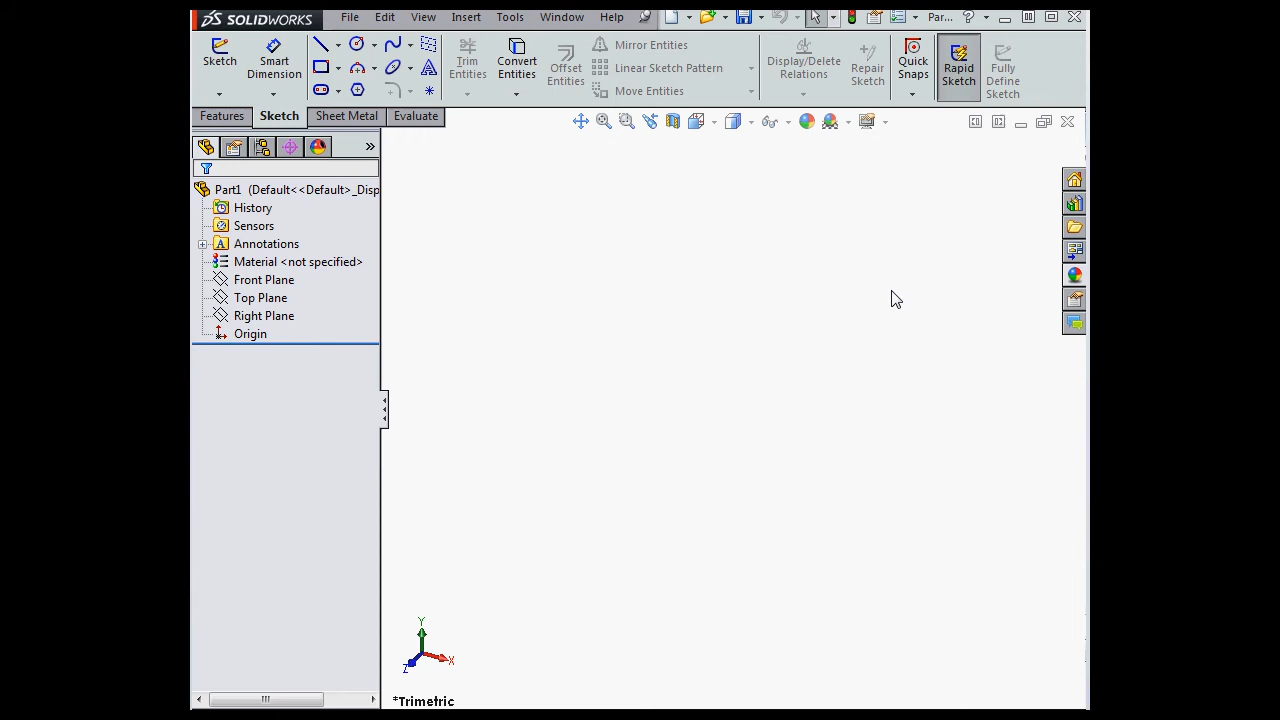 SOLIDWORKS File Edit View Insert Tools Window Help Par... ?
Sketch
Smart
Dimension
Trim
Entities
Convert
Entities
Offset
Entities
Mirror Entities
Linear Sketch Pattern
Move Entities
Display/Delete
Relations
Repair
Sketch
Quick
Snaps
Rapid
Sketch
Fully
Define
Sketch
Features Sketch Sheet Metal Evaluate
Part1 (Default<<Default>_Disp
History
Sensors
A Annotations
Material <not specified>
Front Plane
Top Plane
Right Plane
Origin
Y
X
Z
*Trimetric